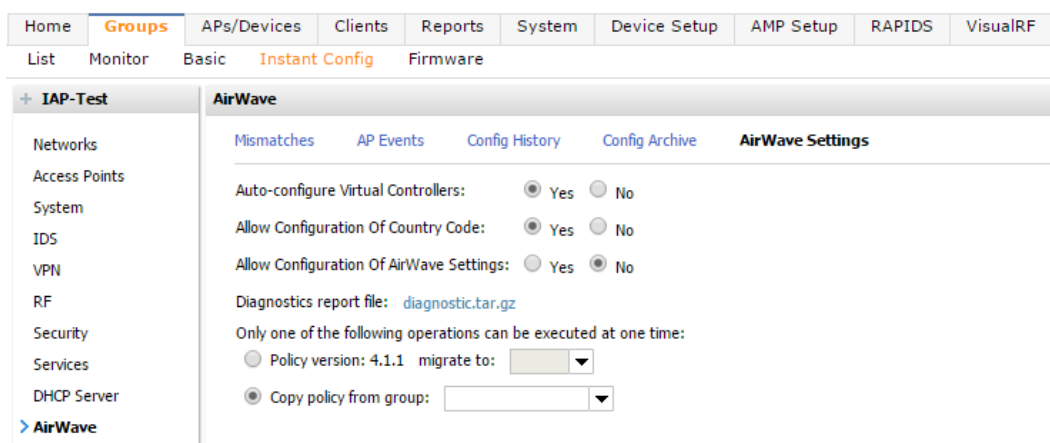 Home Groups APs/Devices Clients Reports System Device Setup AMP Setup RAPIDS VisualRF
List Monitor Basic Instant Config Firmware
+ IAP-Test
AirWave
Mismatches AP Events Config History Config Archive AirWave Settings
Networks
Access Points
System
IDS
VPN
RF
Security
Services
DHCP Server
> AirWave
Auto-configure Virtual Controllers: Yes No
Allow Configuration Of Country Code: Yes No
Allow Configuration Of AirWave Settings: Yes No
Diagnostics report file: diagnostic.tar.gz
Only one of the following operations can be executed at one time:
Policy version: 4.1.1 migrate to:
Copy policy from group: